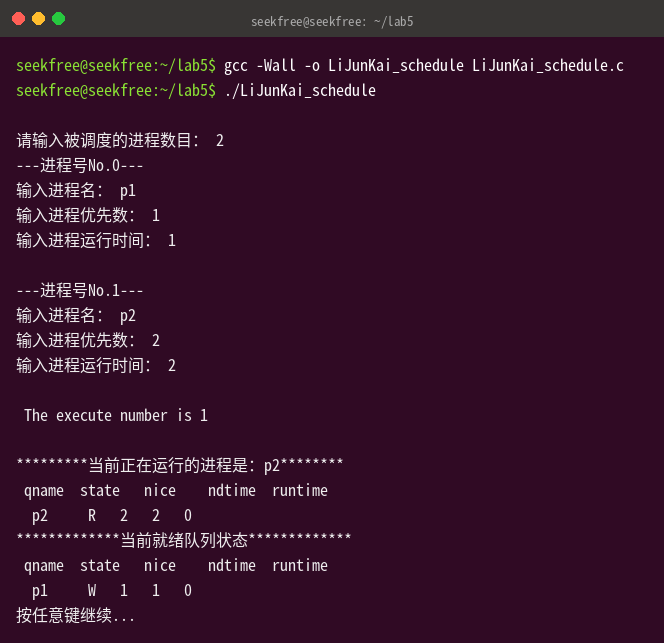 seekfree@seekfree: ~/lab5
seekfree@seekfree:~/lab5$ gcc -Wall -o LiJunKai_schedule LiJunKai_schedule.c
seekfree@seekfree:~/lab5$ ./LiJunKai_schedule
请输入被调度的进程数目： 2
---进程号No.0---
输入进程名： p1
输入进程优先数： 1
输入进程运行时间： 1
---进程号No.1---
输入进程名： p2
输入进程优先数： 2
输入进程运行时间： 2
The execute number is 1
*********当前正在运行的进程是：p2********
qname  state   nice    ndtime  runtime
p2     R   2   2   0
*************当前就绪队列状态*************
qname  state   nice    ndtime  runtime
p1     W   1   1   0
按任意键继续...